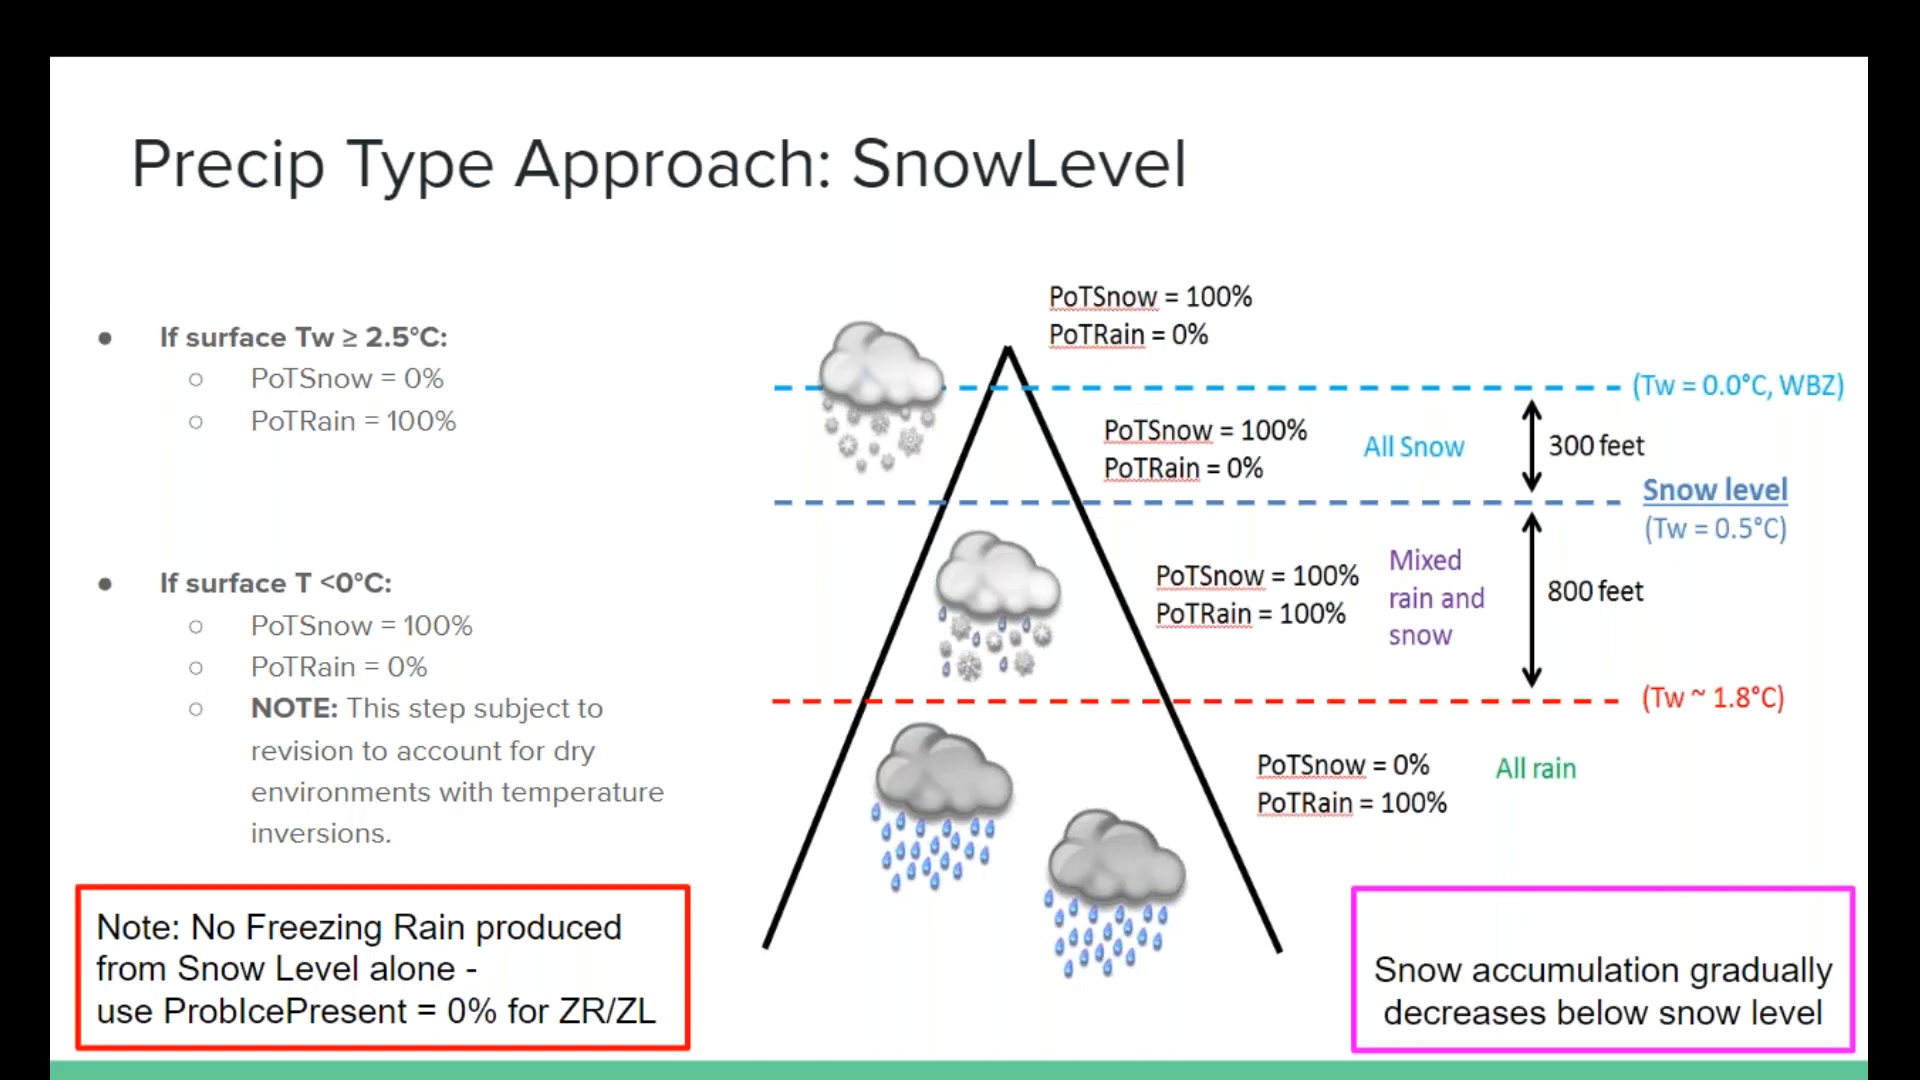 Precip Type Approach: SnowLevel
● If surface Tw ≥ 2.5°C:
○ PoTSnow = 0%
○ PoTRain = 100%
● If surface T <0°C:
○ PoTSnow = 100%
○ PoTRain = 0%
○ NOTE: This step subject to
revision to account for dry
environments with temperature
inversions.
Note: No Freezing Rain produced
from Snow Level alone -
use ProbIcePresent = 0% for ZR/ZL
PoTSnow = 100%
PoTRain = 0%
(Tw = 0.0°C, WBZ)
PoTSnow = 100%
PoTRain = 0%
All Snow
300 feet
Snow level
(Tw = 0.5°C)
PoTSnow = 100%
PoTRain = 100%
Mixed
rain and
snow
800 feet
(Tw ~ 1.8°C)
PoTSnow = 0%
PoTRain = 100%
All rain
Snow accumulation gradually
decreases below snow level